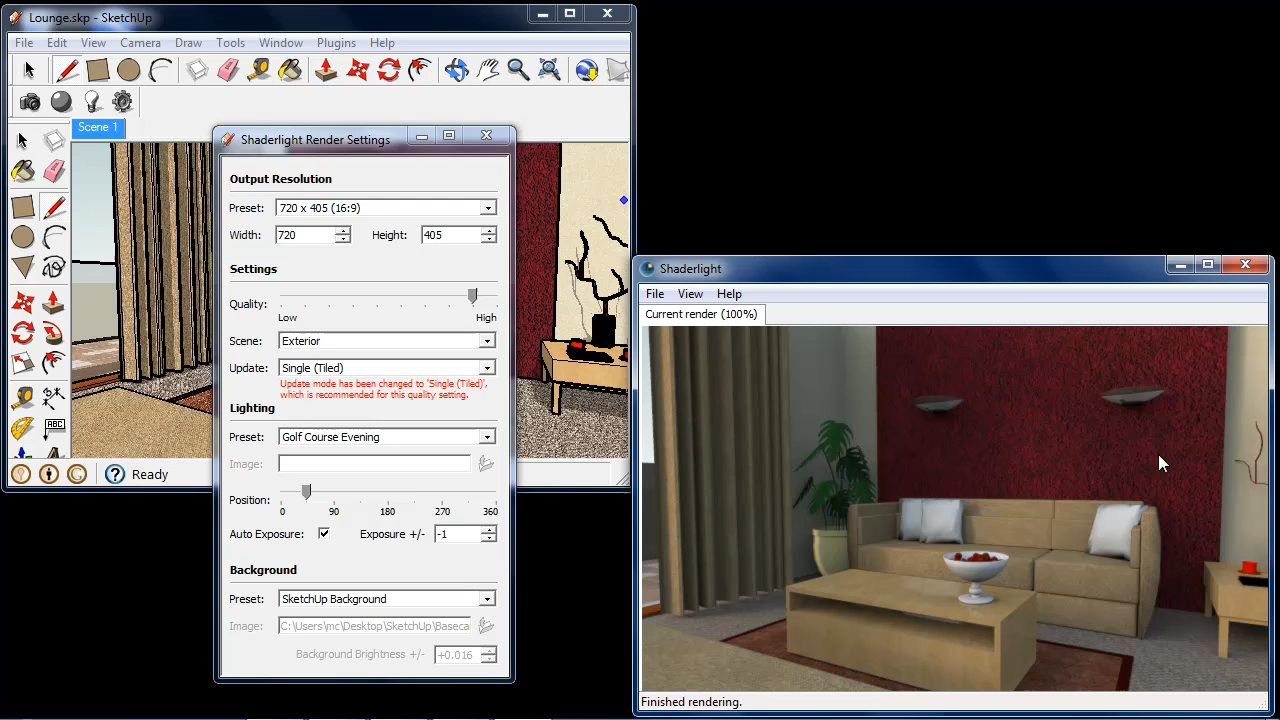 Lounge.skp - SketchUp
File Edit View Camera Draw Tools Window Plugins Help
Scene 1
ABC
Ready
Shaderlight Render Settings
Output Resolution
Preset: 720 x 405 (16:9)
Width: 720 Height: 405
Settings
Quality:
Low High
Scene: Exterior
Update: Single (Tiled)
Update mode has been changed to 'Single (Tiled)',
which is recommended for this quality setting.
Lighting
Preset: Golf Course Evening
Image:
Position:
0 90 180 270 360
Auto Exposure: Exposure +/- -1
Background
Preset: SketchUp Background
Image: C:\Users\mc\Desktop\SketchUp\Baseca
Background Brightness +/- +0.016
Shaderlight
File View Help
Current render (100%)
Finished rendering.